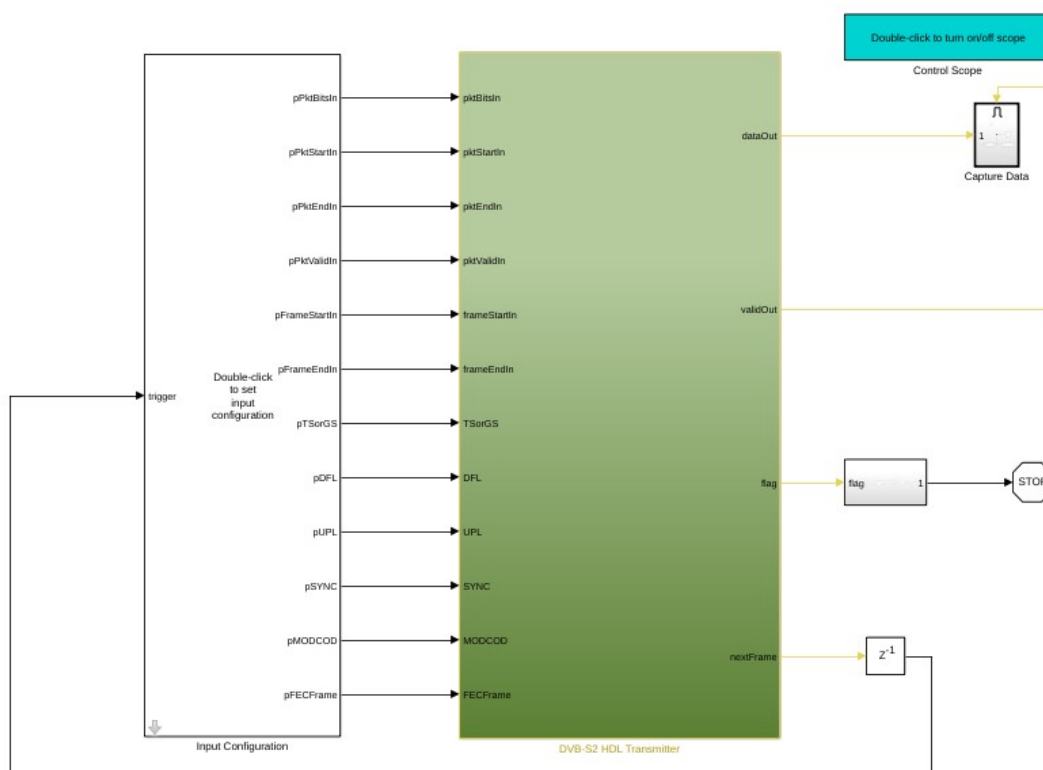 Double-click to turn on/off scope
Control Scope
pPktBitsIn
pktBitsIn
dataOut
1
Capture Data
pPktStartIn
pktStartIn
pPktEndIn
pktEndIn
pPktValidIn
pktValidIn
validOut
pFrameStartIn
frameStartIn
pFrameEndIn
frameEndIn
trigger
Double-click
to set
input
configuration
pTSorGS
TSorGS
pDFL
DFL
flag
flag
1
STOP
pUPL
UPL
pSYNC
SYNC
pMODCOD
MODCOD
nextFrame
Z-1
pFECFrame
FECFrame
Input Configuration
DVB-S2 HDL Transmitter